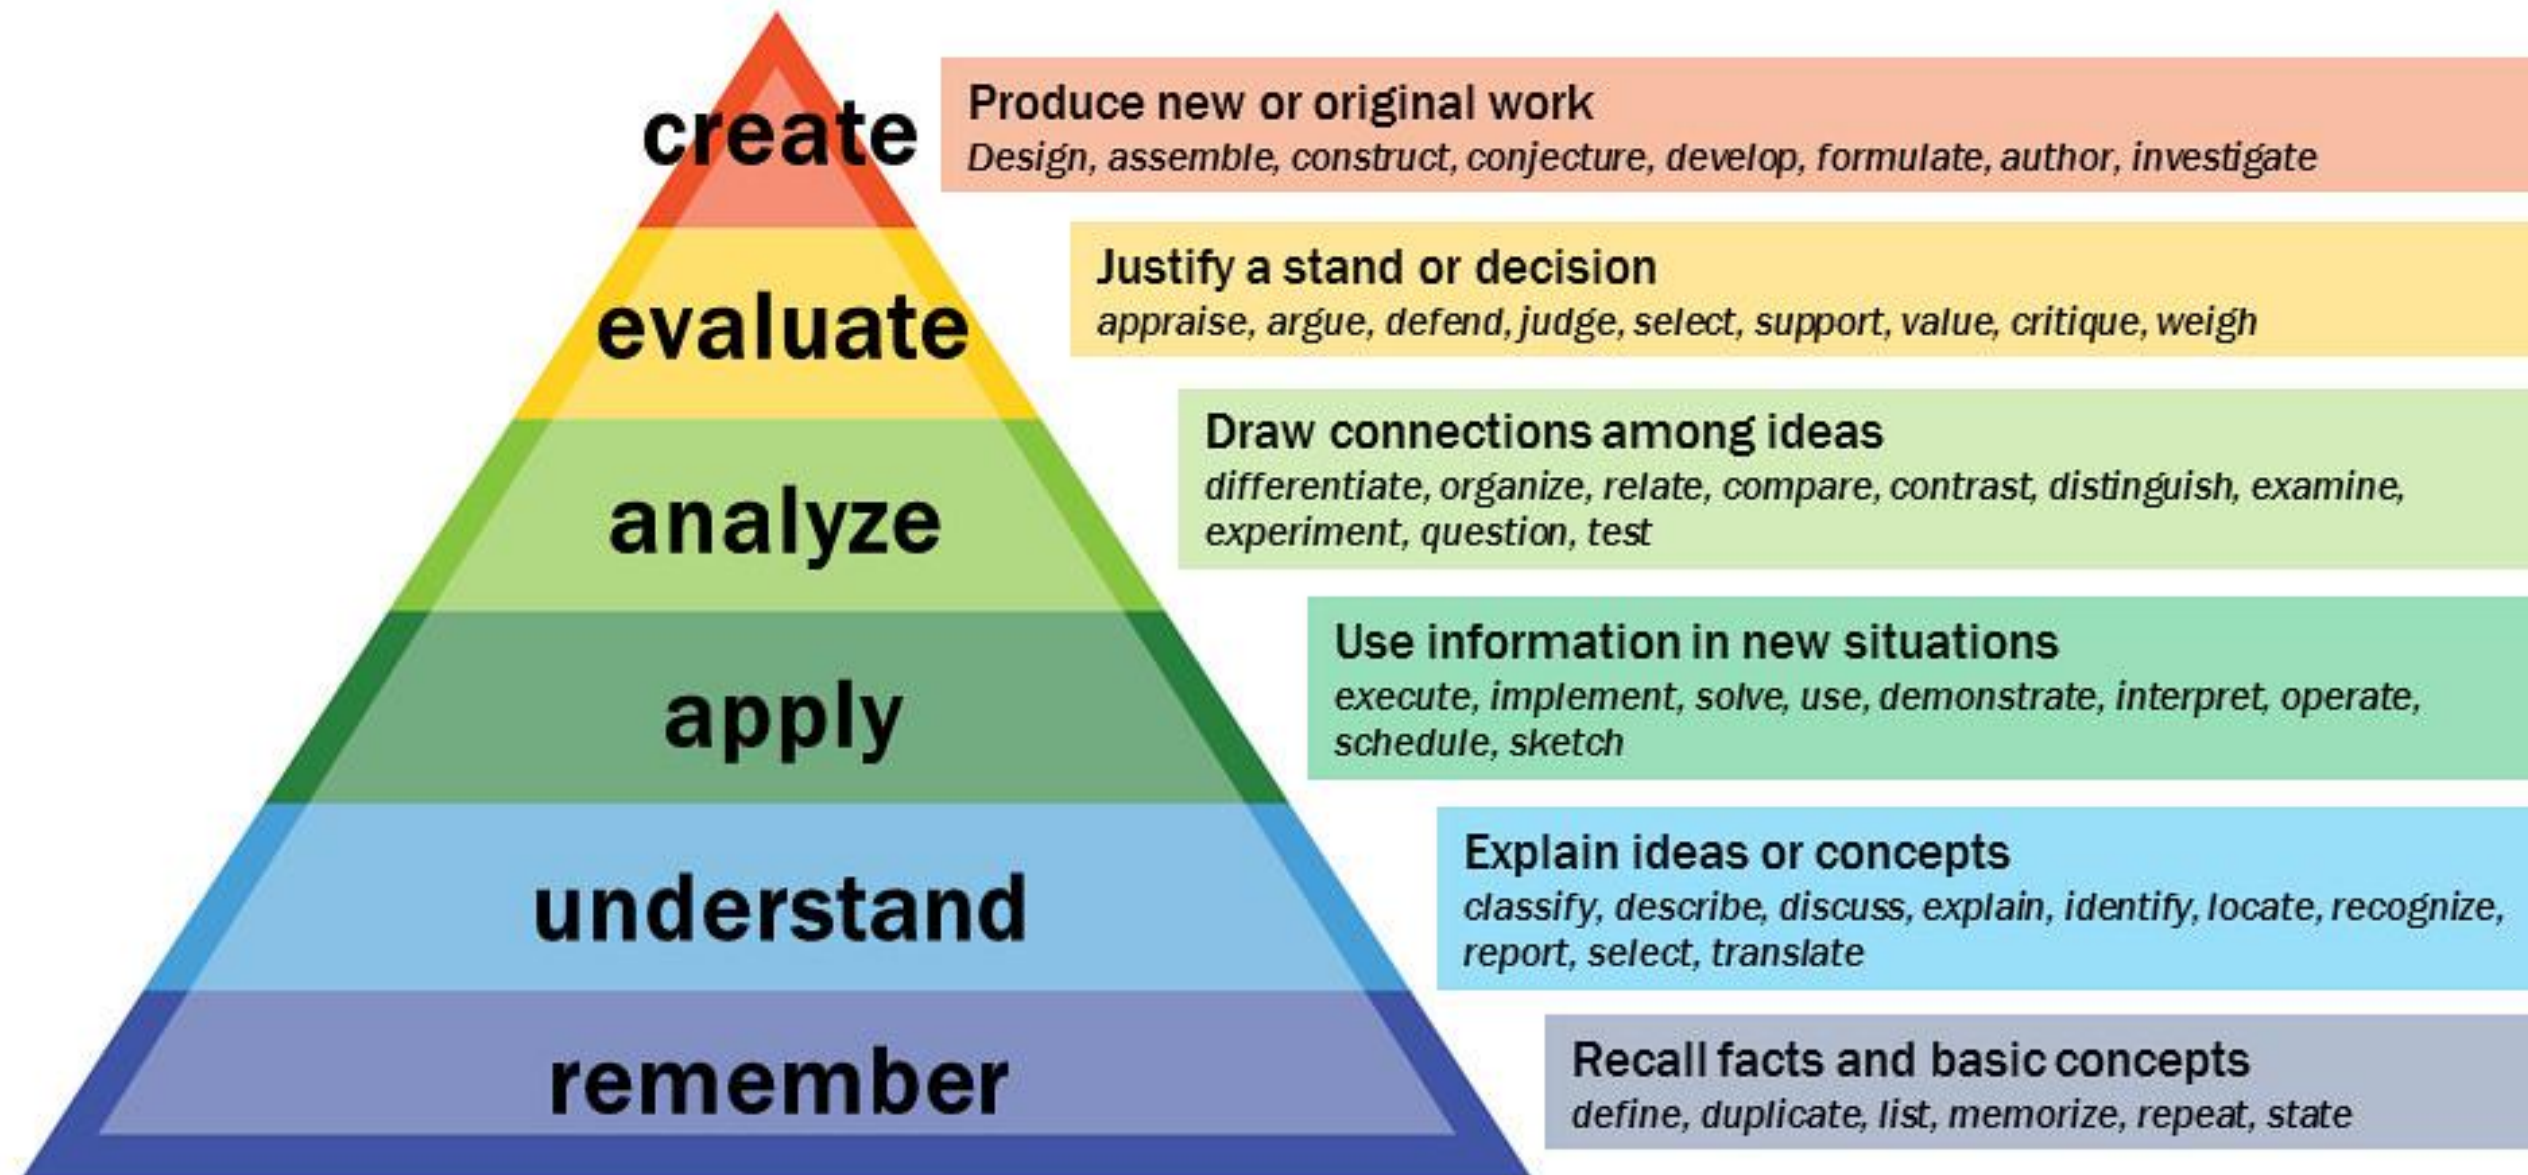 create
Produce new or original work
Design, assemble, construct, conjecture, develop, formulate, author, investigate
evaluate
Justify a stand or decision
appraise, argue, defend, judge, select, support, value, critique, weigh
analyze
Draw connections among ideas
differentiate, organize, relate, compare, contrast, distinguish, examine,
experiment, question, test
apply
Use information in new situations
execute, implement, solve, use, demonstrate, interpret, operate,
schedule, sketch
understand
Explain ideas or concepts
classify, describe, discuss, explain, identify, locate, recognize,
report, select, translate
remember
Recall facts and basic concepts
define, duplicate, list, memorize, repeat, state